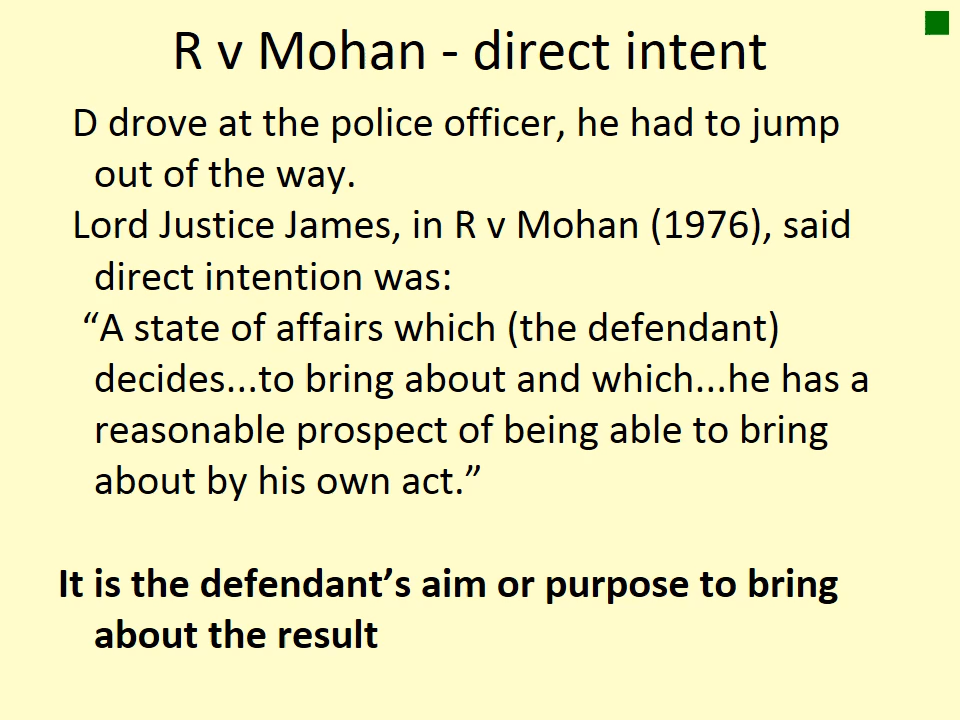 R v Mohan - direct intent
D drove at the police officer, he had to jump
out of the way.
Lord Justice James, in R v Mohan (1976), said
direct intention was:
“A state of affairs which (the defendant)
decides...to bring about and which...he has a
reasonable prospect of being able to bring
about by his own act.”
It is the defendant’s aim or purpose to bring
about the result